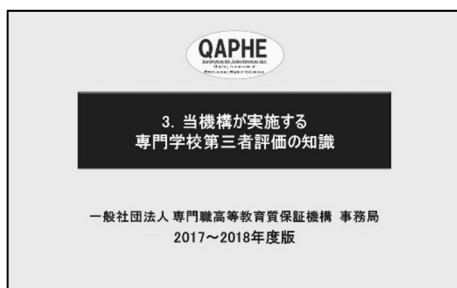 QAPHE
3. 当機構が実施する
専門学校第三者評価の知識
一般社団法人 専門職高等教育質保証機構 事務局
2017～2018年度版